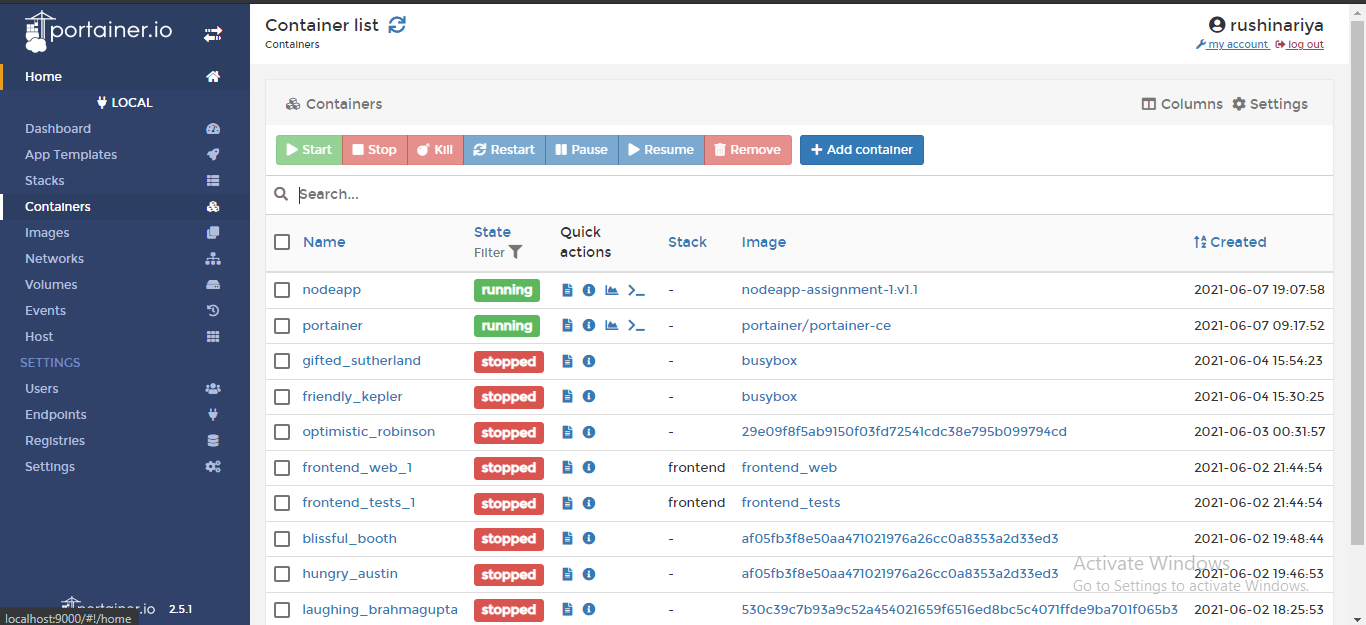 portainer.io
Home
LOCAL
Dashboard
App Templates
Stacks
Containers
Images
Networks
Volumes
Events
Host
SETTINGS
Users
Endpoints
Registries
Settings
portainer.io 2.5.1
localhost:9000/#!/home
Container list
Containers
rushinariya
my account log out
Containers
Columns Settings
Start Stop Kill Restart Pause Resume Remove Add container
Search...
Name State Filter Quick actions Stack Image Created
nodeapp running - nodeapp-assignment-1:v1.1 2021-06-07 19:07:58
portainer running - portainer/portainer-ce 2021-06-07 09:17:52
gifted_sutherland stopped - busybox 2021-06-04 15:54:23
friendly_kepler stopped - busybox 2021-06-04 15:30:25
optimistic_robinson stopped - 29e09f8f5ab9150f03fd72541cdc38e795b099794cd 2021-06-03 00:31:57
frontend_web_1 stopped frontend frontend_web 2021-06-02 21:44:54
frontend_tests_1 stopped frontend frontend_tests 2021-06-02 21:44:54
blissful_booth stopped - af05fb3f8e50aa471021976a26cc0a8353a2d33ed3 2021-06-02 19:48:44
hungry_austin stopped - af05fb3f8e50aa471021976a26cc0a8353a2d33ed3 2021-06-02 19:46:53
laughing_brahmagupta stopped - 530c39c7b93a9c52a454021659f6516ed8bc5c4071ffde9ba701f065b3 2021-06-02 18:25:53
Activate Windows
Go to Settings to activate Windows.